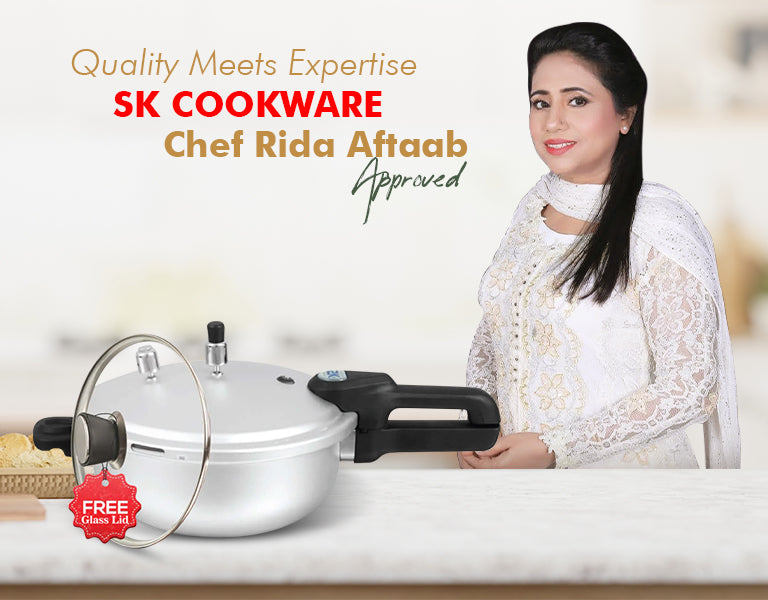 Quality Meets Expertise
SK COOKWARE
Chef Rida Aftaab
Approved
FREE
Glass Lid